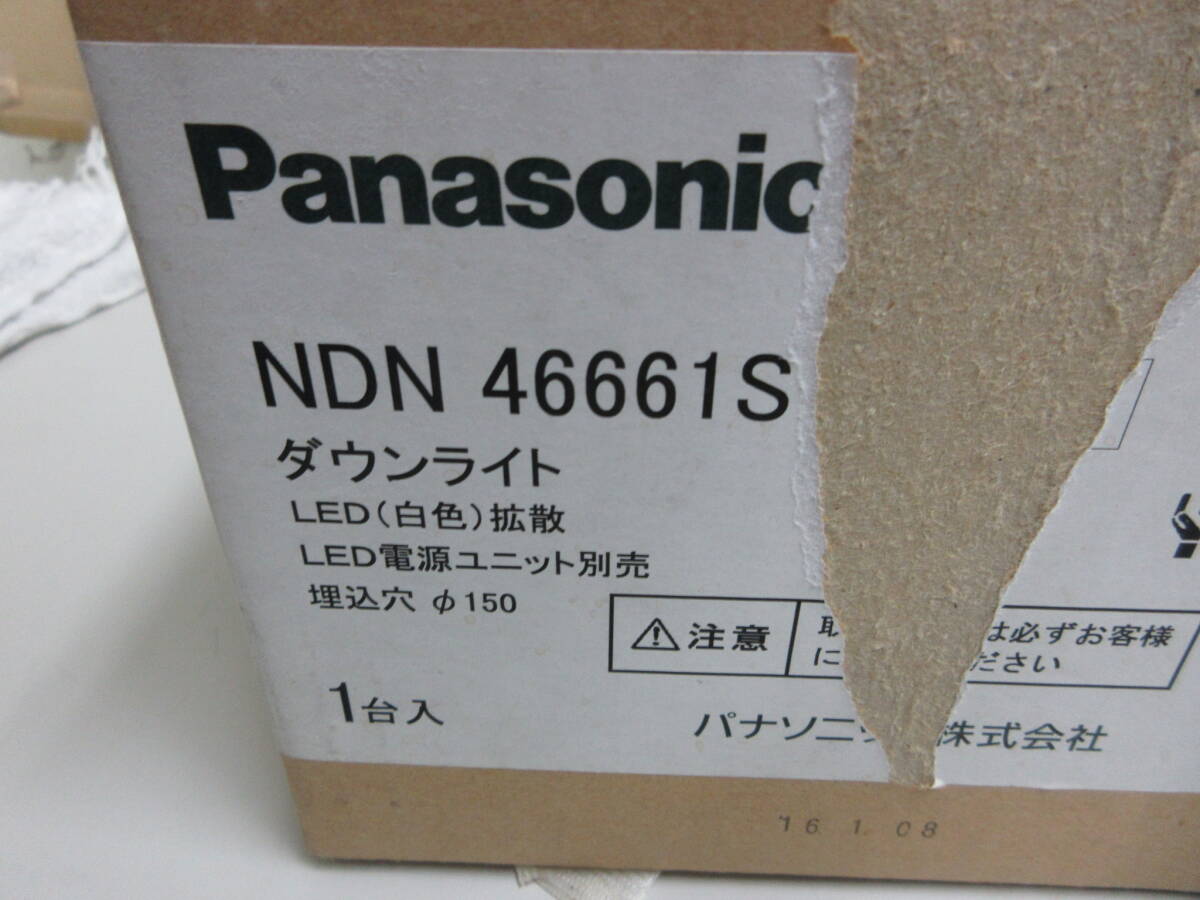 Panasonic
NDN 46661S
ダウンライト
LED(白色)拡散
LED電源ユニット別売
埋込穴 φ150
⚠注意
は必ずお客様
に ださい
1台入
パナソニ 株式会社
'16 1. 08